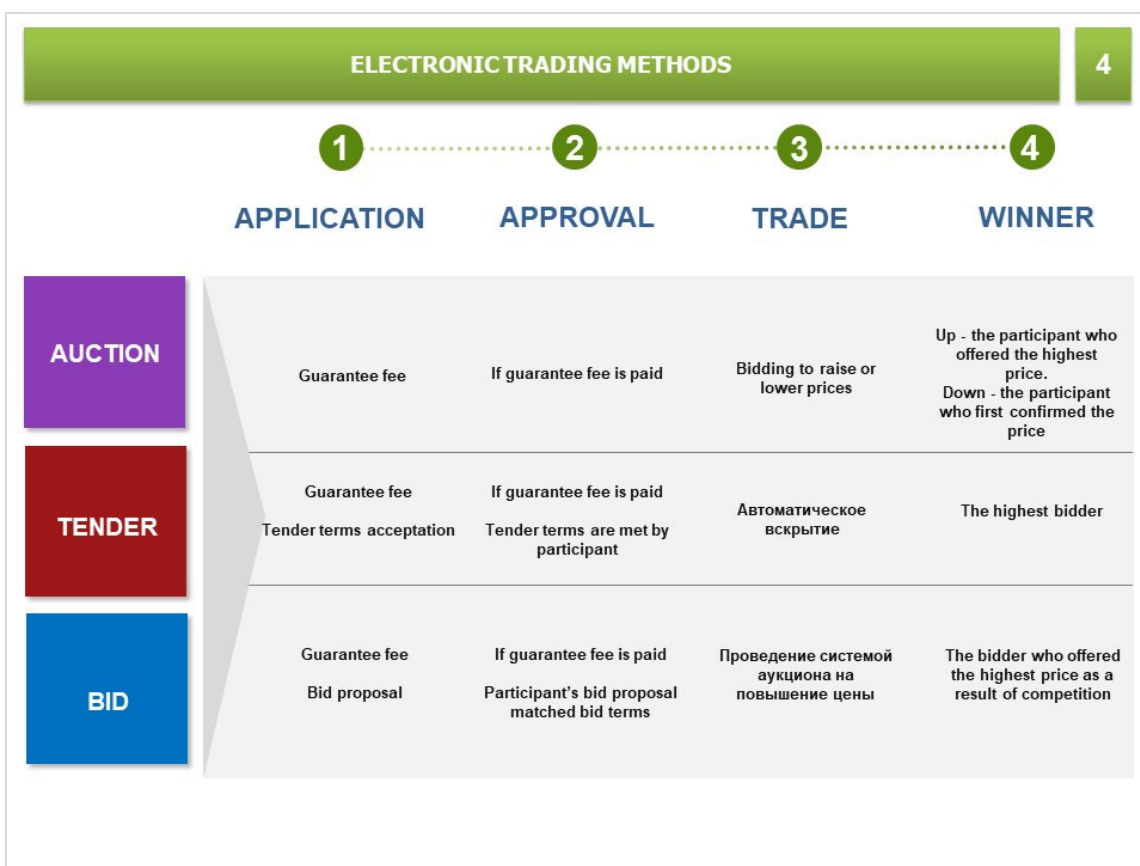 ELECTRONIC TRADING METHODS
4
1
2
3
4
APPLICATION
APPROVAL
TRADE
WINNER
AUCTION
Guarantee fee
If guarantee fee is paid
Bidding to raise or
lower prices
Up - the participant who
offered the highest
price.
Down - the participant
who first confirmed the
price
TENDER
Guarantee fee
Tender terms acceptation
If guarantee fee is paid
Tender terms are met by
participant
Автоматическое
вскрытие
The highest bidder
BID
Guarantee fee
Bid proposal
If guarantee fee is paid
Participant’s bid proposal
matched bid terms
Проведение системой
аукциона на
повышение цены
The bidder who offered
the highest price as a
result of competition